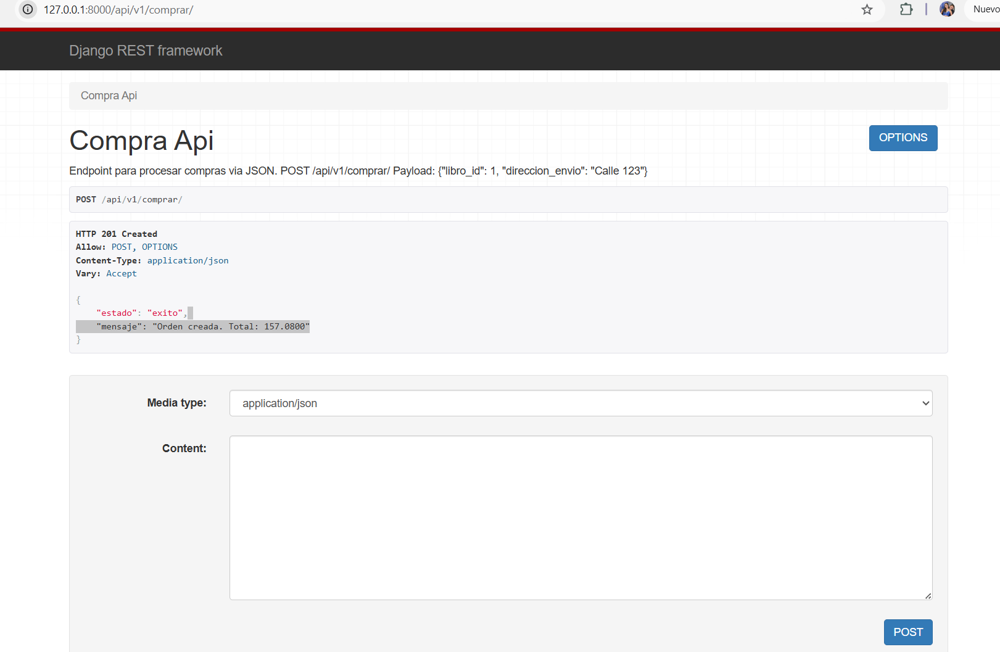 127.0.0.1:8000/api/v1/comprar/
Nuevo
Django REST framework
Compra Api
Compra Api
OPTIONS
Endpoint para procesar compras via JSON. POST /api/v1/comprar/ Payload: {"libro_id": 1, "direccion_envio": "Calle 123"}
POST /api/v1/comprar/
HTTP 201 Created
Allow: POST, OPTIONS
Content-Type: application/json
Vary: Accept
{
    "estado": "exito",
    "mensaje": "Orden creada. Total: 157.0800"
}
Media type:
application/json
Content:
POST